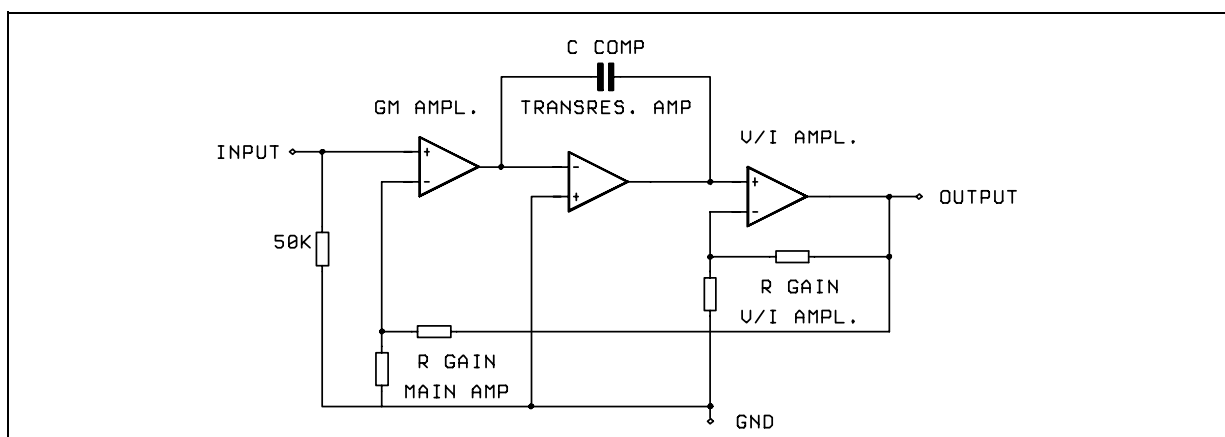 C COMP
GM AMPL.
TRANSRES. AMP
V/I AMPL.
INPUT
+
-
-
+
+
-
OUTPUT
50K
R GAIN
V/I AMPL.
R GAIN
MAIN AMP
GND